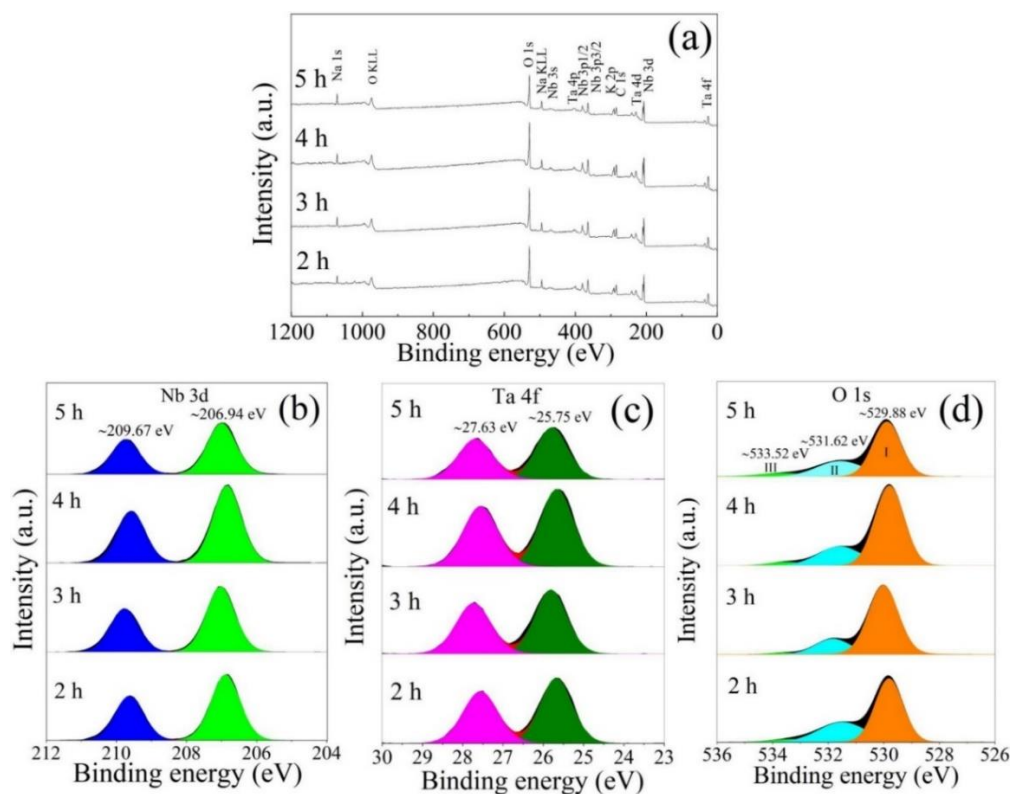 (a)
Na 1s
O KLL
O 1s
Na KLL
Nb 3s
Ta 4p
Nb 3p1/2
Nb 3p3/2
K 2p
C 1s
Ta 4d
Nb 3d
Ta 4f
5 h
4 h
3 h
2 h
Intensity (a.u.)
1200 1000 800 600 400 200 0
Binding energy (eV)
Nb 3d
(b)
5 h
~209.67 eV
~206.94 eV
4 h
3 h
2 h
Intensity (a.u.)
212 210 208 206 204
Binding energy (eV)
Ta 4f
(c)
5 h
~27.63 eV
~25.75 eV
4 h
3 h
2 h
Intensity (a.u.)
30 29 28 27 26 25 24 23
Binding energy (eV)
O 1s
(d)
5 h
~529.88 eV
~531.62 eV
~533.52 eV
III
II
I
4 h
3 h
2 h
Intensity (a.u.)
536 534 532 530 528 526
Binding energy (eV)